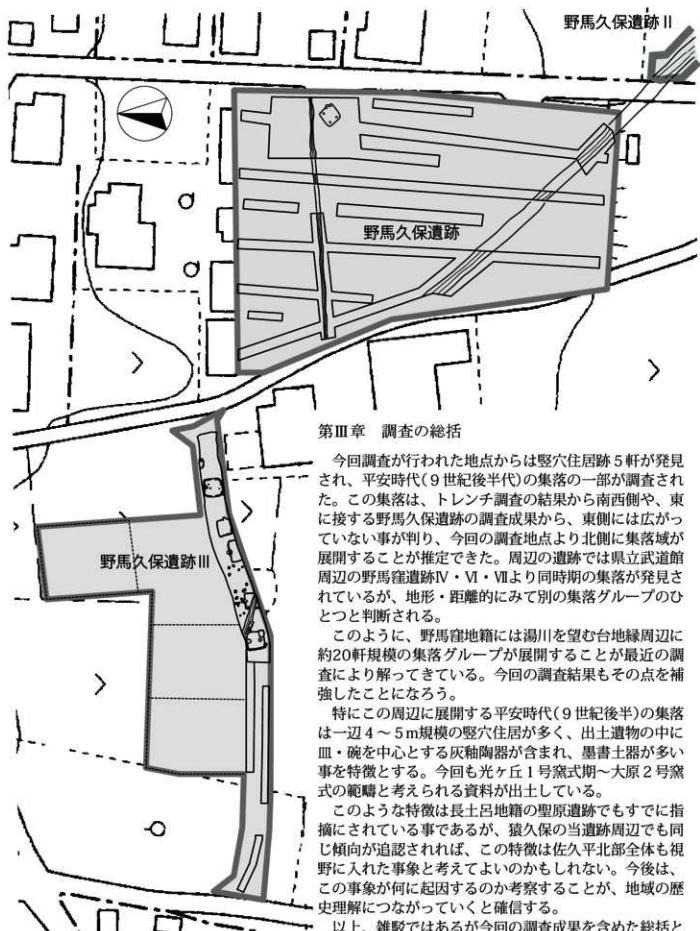 野馬久保遺跡Ⅱ
野馬久保遺跡
野馬久保遺跡Ⅲ
第Ⅲ章　調査の総括
今回調査が行われた地点からは竪穴住居跡５軒が発見
され、平安時代(９世紀後半代)の集落の一部が調査され
た。この集落は、トレンチ調査の結果から南西側や、東
に接する野馬久保遺跡の調査成果から、東側には広がっ
ていない事が判り、今回の調査地点より北側に集落域が
展開することが推定できた。周辺の遺跡では県立武道館
周辺の野馬窪遺跡Ⅳ・Ⅵ・Ⅶより同時期の集落が発見さ
れているが、地形・距離的にみて別の集落グループのひ
とつと判断される。
このように、野馬窪地籍には湯川を望む台地縁周辺に
約20軒規模の集落グループが展開することが最近の調
査により解ってきている。今回の調査結果もその点を補
強したことになろう。
特にこの周辺に展開する平安時代(９世紀後半)の集落
は一辺４～５ｍ規模の竪穴住居が多く、出土遺物の中に
皿・碗を中心とする灰釉陶器が含まれ、墨書土器が多い
事を特徴とする。今回も光ヶ丘１号窯式期～大原２号窯
式の範疇と考えられる資料が出土している。
このような特徴は長土呂地籍の聖原遺跡でもすでに指
摘にされている事であるが、猿久保の当遺跡周辺でも同
じ傾向が追認されれば、この特徴は佐久平北部全体も視
野に入れた事象と考えてよいのかもしれない。今後は、
この事象が何に起因するのか考察することが、地域の歴
史理解につながっていくと確信する。
以上、雑駁ではあるが今回の調査成果を含めた総括と